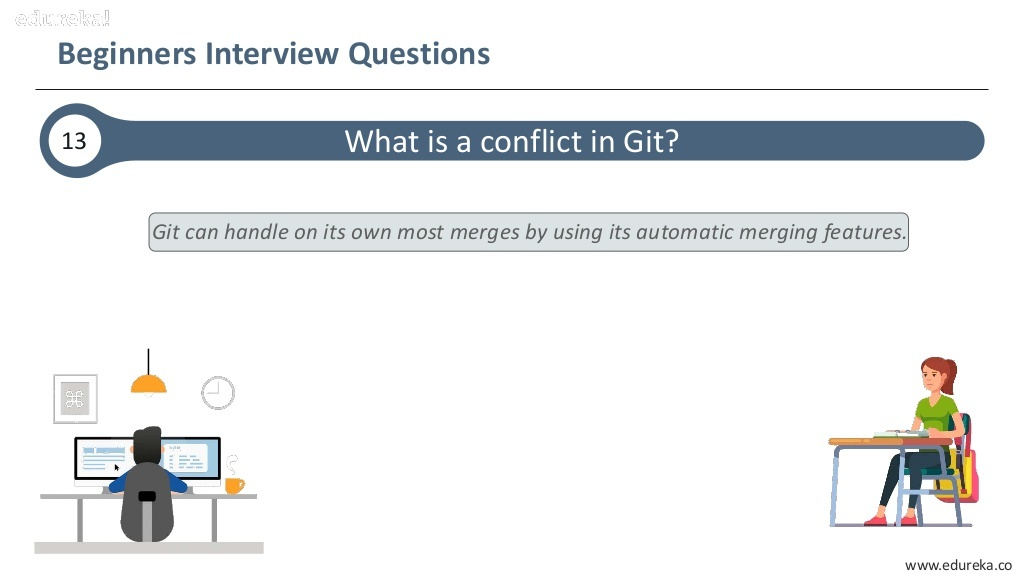 edureka!
Beginners Interview Questions
13
What is a conflict in Git?
Git can handle on its own most merges by using its automatic merging features.
www.edureka.co